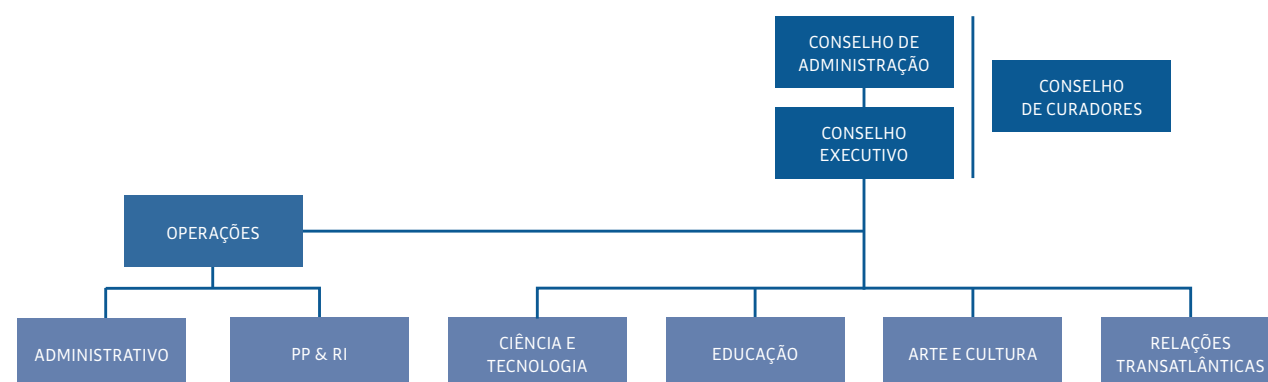 CONSELHO DE
ADMINISTRAÇÃO
CONSELHO
DE CURADORES
CONSELHO
EXECUTIVO
OPERAÇÕES
ADMINISTRATIVO
PP & RI
CIÊNCIA E
TECNOLOGIA
EDUCAÇÃO
ARTE E CULTURA
RELAÇÕES
TRANSATLÂNTICAS